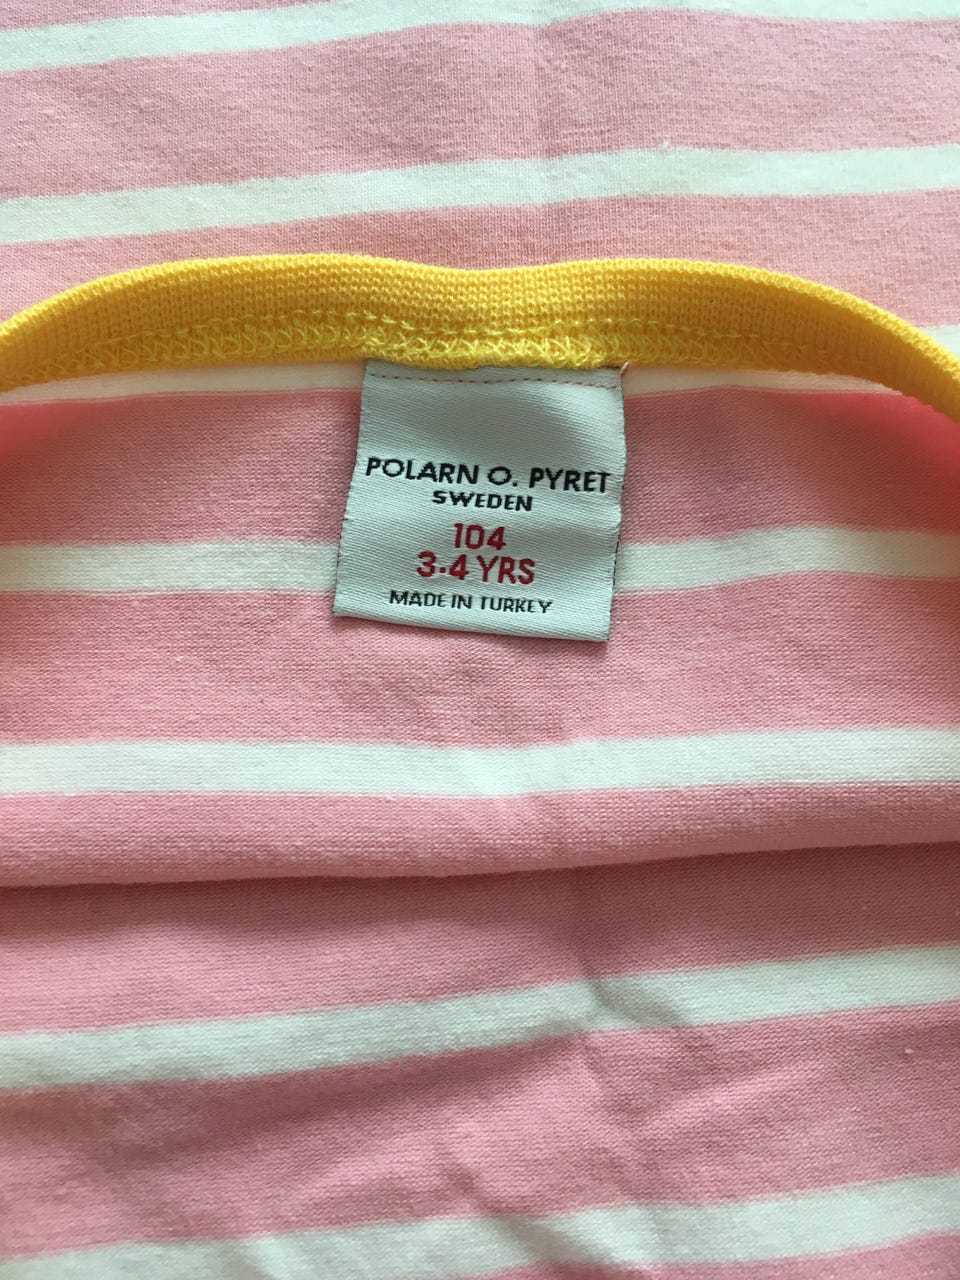 POLARN O. PYRET
SWEDEN
104
3-4 YRS
MADE IN TURKEY